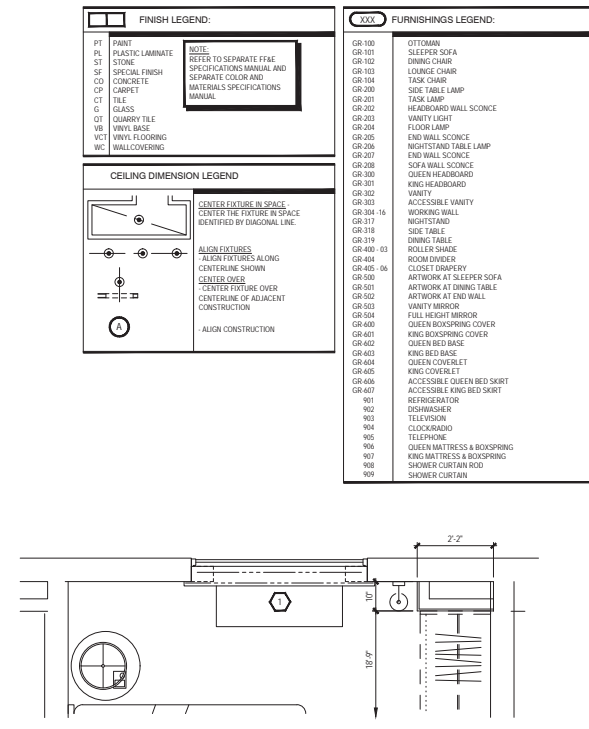 FINISH LEGEND:
PT PAINT
PL PLASTIC LAMINATE
ST STONE
SF SPECIAL FINISH
CO CONCRETE
CP CARPET
CT TILE
G GLASS
QT QUARRY TILE
VB VINYL BASE
VCT VINYL FLOORING
WC WALLCOVERING
NOTE:
REFER TO SEPARATE FF&E
SPECIFICATIONS MANUAL AND
SEPARATE COLOR AND
MATERIALS SPECIFICATIONS
MANUAL
CEILING DIMENSION LEGEND
CENTER FIXTURE IN SPACE -
CENTER THE FIXTURE IN SPACE
IDENTIFIED BY DIAGONAL LINE.
ALIGN FIXTURES
- ALIGN FIXTURES ALONG
CENTERLINE SHOWN
CENTER OVER
- CENTER FIXTURE OVER
CENTERLINE OF ADJACENT
CONSTRUCTION
A
- ALIGN CONSTRUCTION
XXX FURNISHINGS LEGEND:
GR-100 OTTOMAN
GR-101 SLEEPER SOFA
GR-102 DINING CHAIR
GR-103 LOUNGE CHAIR
GR-104 TASK CHAIR
GR-200 SIDE TABLE LAMP
GR-201 TASK LAMP
GR-202 HEADBOARD WALL SCONCE
GR-203 VANITY LIGHT
GR-204 FLOOR LAMP
GR-205 END WALL SCONCE
GR-206 NIGHTSTAND TABLE LAMP
GR-207 END WALL SCONCE
GR-208 SOFA WALL SCONCE
GR-300 QUEEN HEADBOARD
GR-301 KING HEADBOARD
GR-302 VANITY
GR-303 ACCESSIBLE VANITY
GR-304 -16 WORKING WALL
GR-317 NIGHTSTAND
GR-318 SIDE TABLE
GR-319 DINING TABLE
GR-400 - 03 ROLLER SHADE
GR-404 ROOM DIVIDER
GR-405 - 06 CLOSET DRAPERY
GR-500 ARTWORK AT SLEEPER SOFA
GR-501 ARTWORK AT DINING TABLE
GR-502 ARTWORK AT END WALL
GR-503 VANITY MIRROR
GR-504 FULL HEIGHT MIRROR
GR-600 QUEEN BOXSPRING COVER
GR-601 KING BOXSPRING COVER
GR-602 QUEEN BED BASE
GR-603 KING BED BASE
GR-604 QUEEN COVERLET
GR-605 KING COVERLET
GR-606 ACCESSIBLE QUEEN BED SKIRT
GR-607 ACCESSIBLE KING BED SKIRT
901 REFRIGERATOR
902 DISHWASHER
903 TELEVISION
904 CLOCK/RADIO
905 TELEPHONE
906 QUEEN MATTRESS & BOXSPRING
907 KING MATTRESS & BOXSPRING
908 SHOWER CURTAIN ROD
909 SHOWER CURTAIN
2'-2"
1
10"
18'-9"